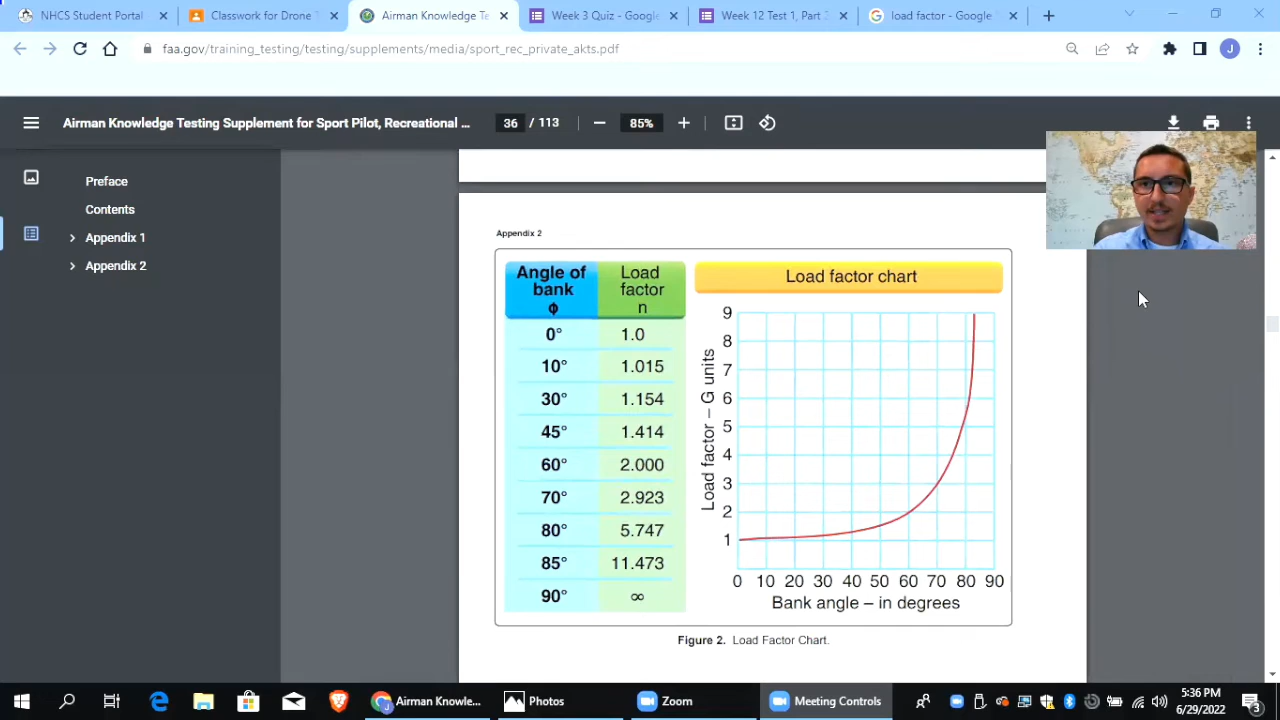 NHCS Student Portal
Classwork for Drone T
Airman Knowledge Te
Week 3 Quiz - Google
Week 12 Test 1, Part 3
load factor - Google
faa.gov/training_testing/testing/supplements/media/sport_rec_private_akts.pdf
J
Airman Knowledge Testing Supplement for Sport Pilot, Recreational ...
36 / 113
85%
Preface
Contents
Appendix 1
Appendix 2
Appendix 2
Angle of bank ϕ
Load factor n
0° 1.0
10° 1.015
30° 1.154
45° 1.414
60° 2.000
70° 2.923
80° 5.747
85° 11.473
90° ∞
Load factor chart
Load factor – G units
9
8
7
6
5
4
3
2
1
0 10 20 30 40 50 60 70 80 90
Bank angle – in degrees
Figure 2. Load Factor Chart.
Airman Knowle...
Photos
Zoom
Meeting Controls
5:36 PM
6/29/2022
3